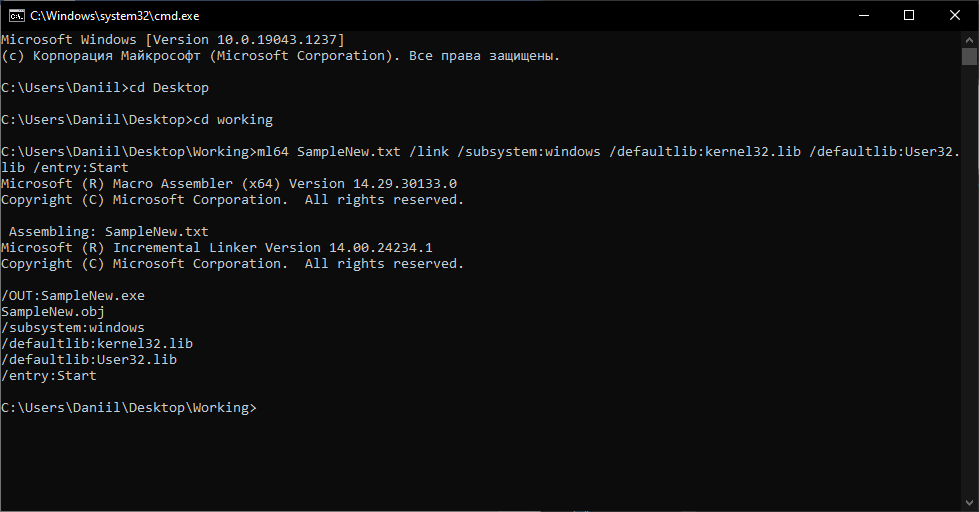 C:\Windows\system32\cmd.exe
Microsoft Windows [Version 10.0.19043.1237]
(c) Корпорация Майкрософт (Microsoft Corporation). Все права защищены.
C:\Users\Daniil>cd Desktop
C:\Users\Daniil\Desktop>cd working
C:\Users\Daniil\Desktop\Working>ml64 SampleNew.txt /link /subsystem:windows /defaultlib:kernel32.lib /defaultlib:User32.
lib /entry:Start
Microsoft (R) Macro Assembler (x64) Version 14.29.30133.0
Copyright (C) Microsoft Corporation.  All rights reserved.
 Assembling: SampleNew.txt
Microsoft (R) Incremental Linker Version 14.00.24234.1
Copyright (C) Microsoft Corporation.  All rights reserved.
/OUT:SampleNew.exe
SampleNew.obj
/subsystem:windows
/defaultlib:kernel32.lib
/defaultlib:User32.lib
/entry:Start
C:\Users\Daniil\Desktop\Working>